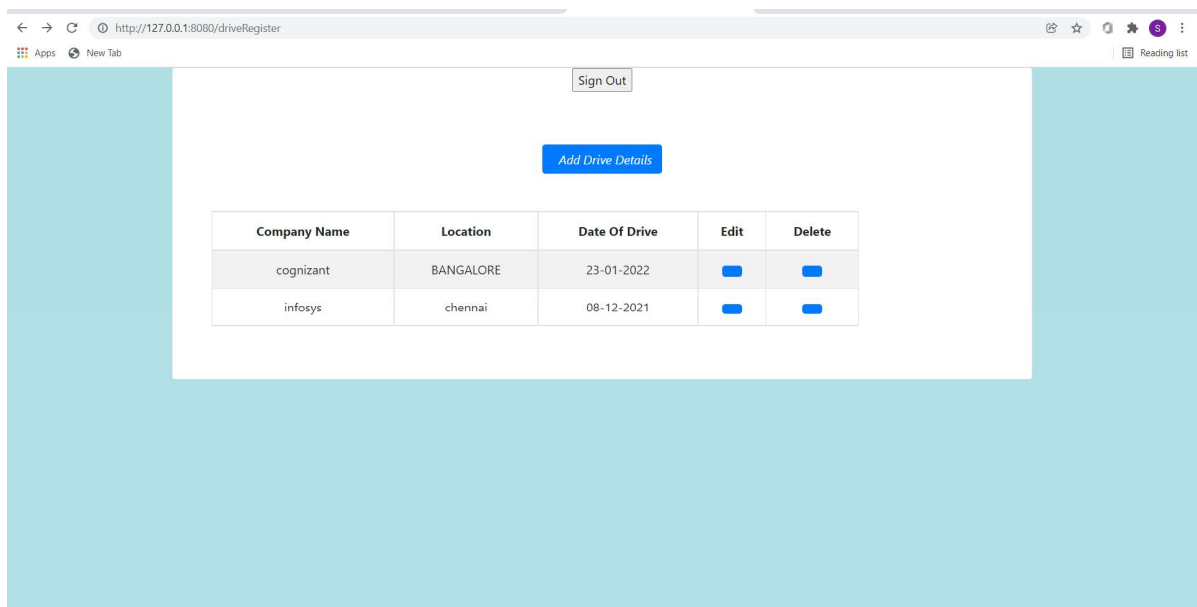 http://127.0.0.1:8080/driveRegister
S
Apps New Tab Reading list
Sign Out
Add Drive Details
Company Name Location Date Of Drive Edit Delete
cognizant BANGALORE 23-01-2022
infosys chennai 08-12-2021